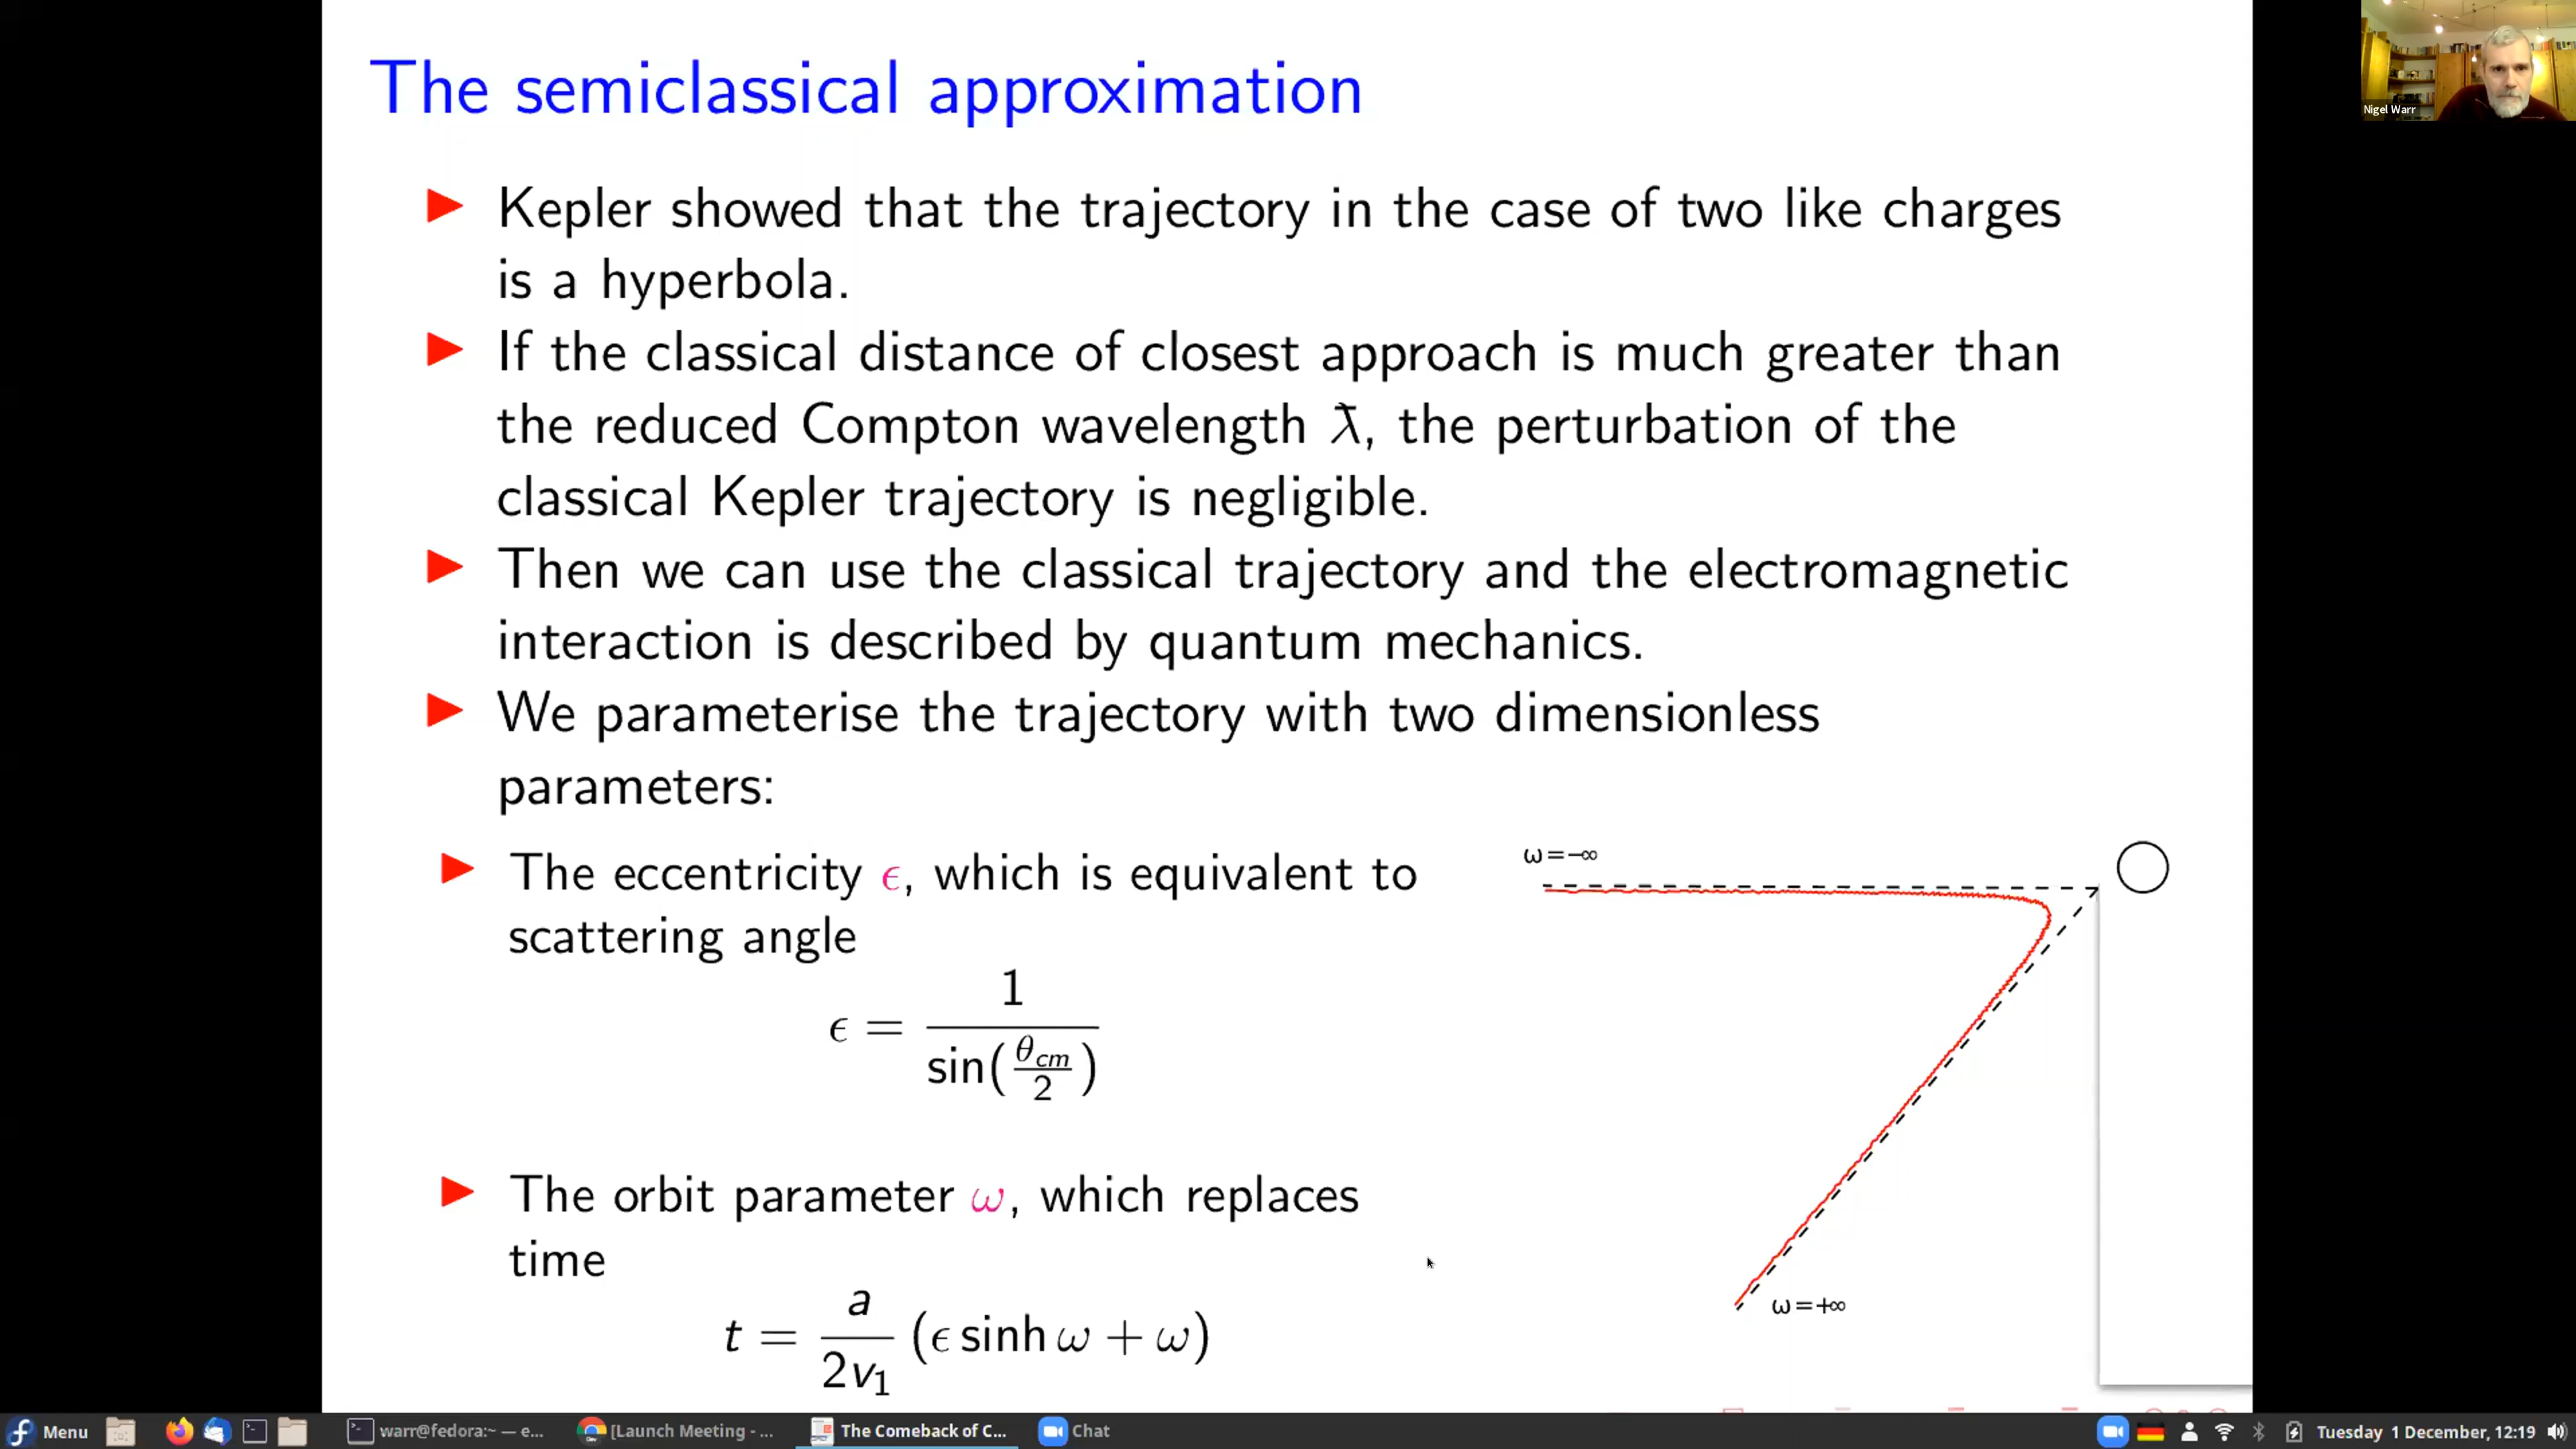 The semiclassical approximation
Nigel Warr
Kepler showed that the trajectory in the case of two like charges
is a hyperbola.
If the classical distance of closest approach is much greater than
the reduced Compton wavelength ƛ, the perturbation of the
classical Kepler trajectory is negligible.
Then we can use the classical trajectory and the electromagnetic
interaction is described by quantum mechanics.
We parameterise the trajectory with two dimensionless
parameters:
The eccentricity ϵ, which is equivalent to
scattering angle
ϵ = 1 / sin(θcm/2)
ω=-∞
The orbit parameter ω, which replaces
time
t = a/2v₁ (ϵ sinh ω + ω)
ω=+∞
Menu warr@fedora:~ — e... [Launch Meeting - ... The Comeback of C... Chat Tuesday 1 December, 12:19